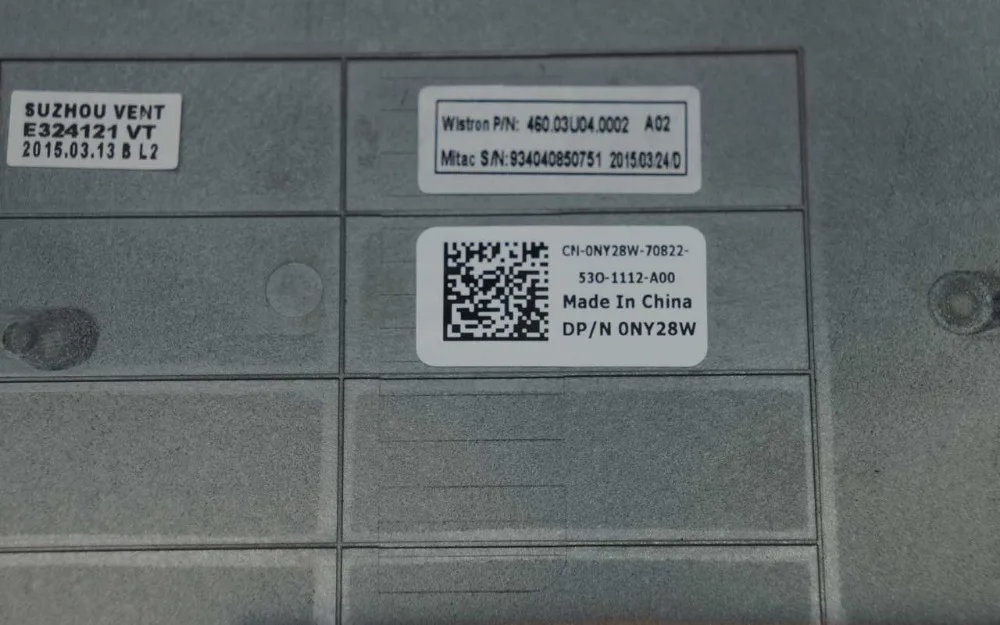 SUZHOU VENT
E324121 VT
2015.03.13 B L2
Wistron P/N: 460.03U04.0002 A02
Mitac S/N:934040850751 2015.03.24/D
CN-0NY28W-70822-
530-1112-A00
Made In China
DP/N 0NY28W